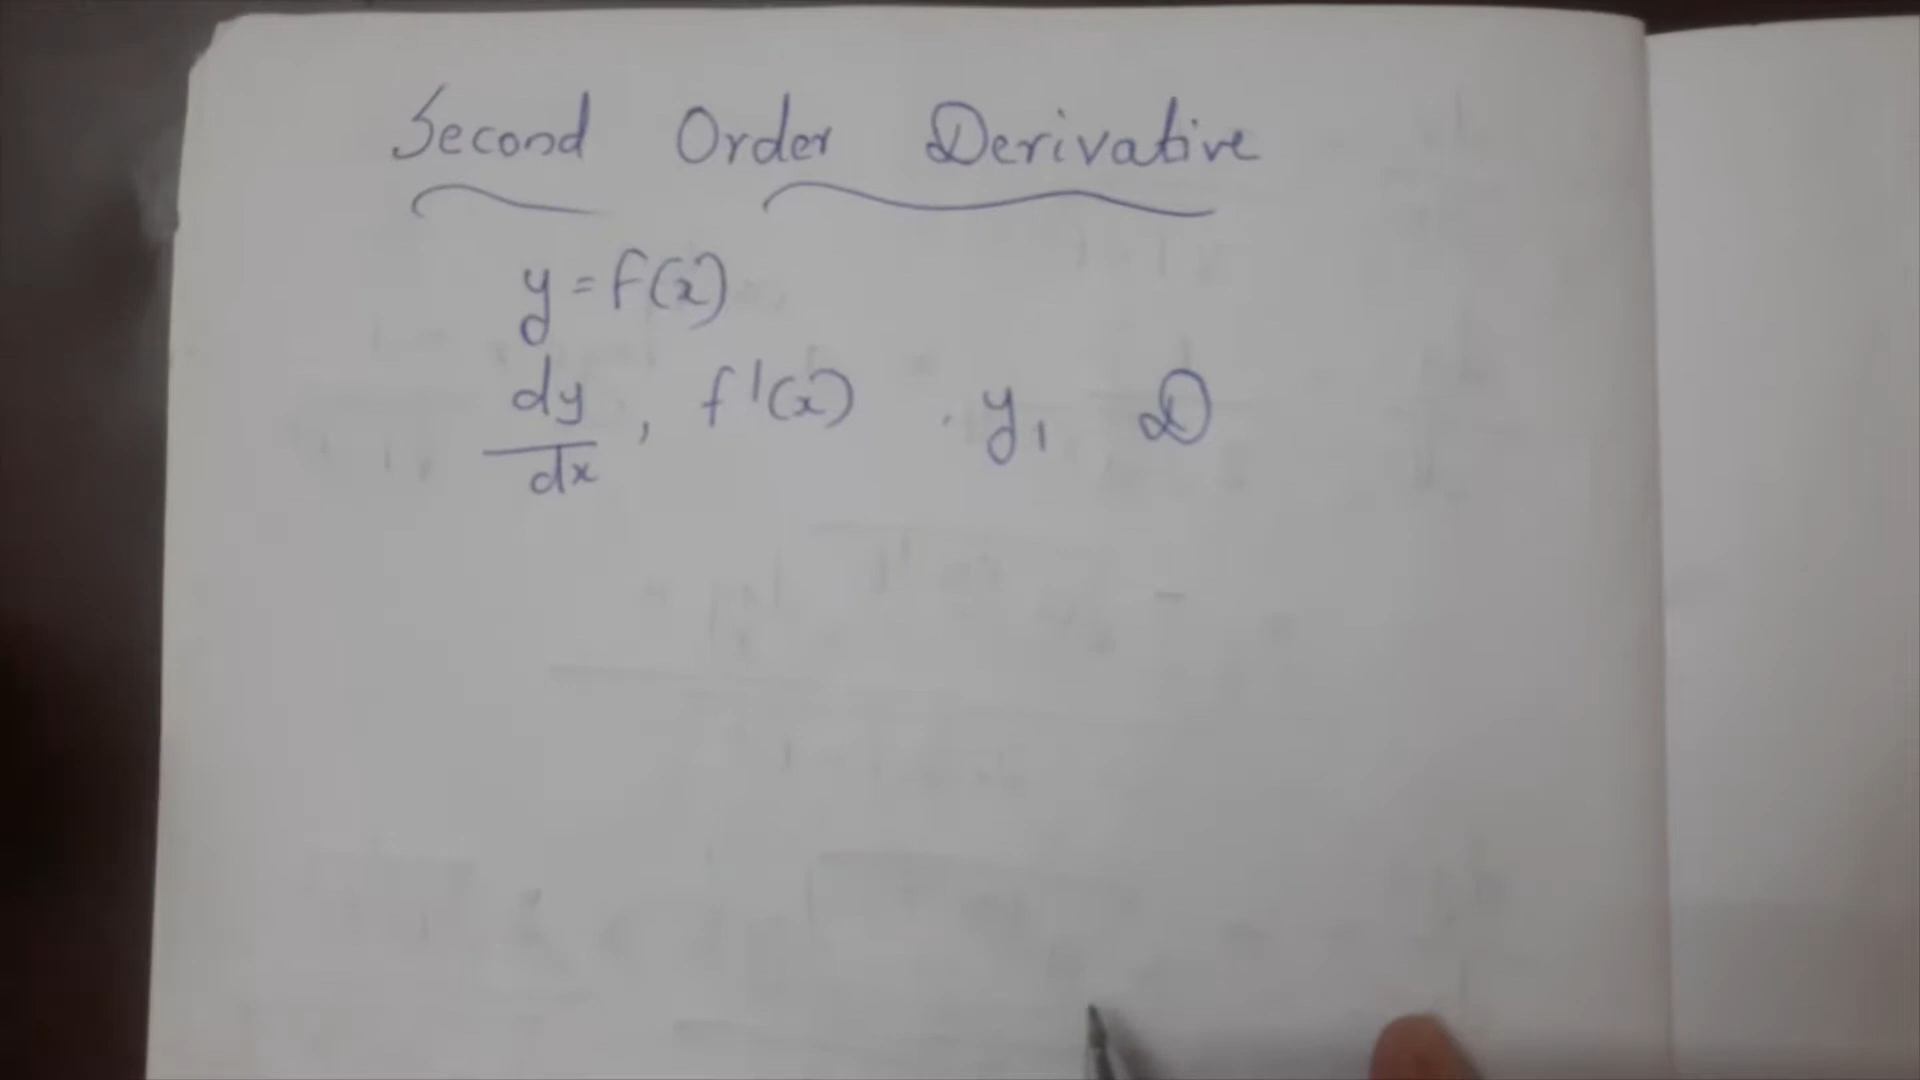 Second Order Derivative
y = f(x)
dy/dx , f'(x) . y₁ D